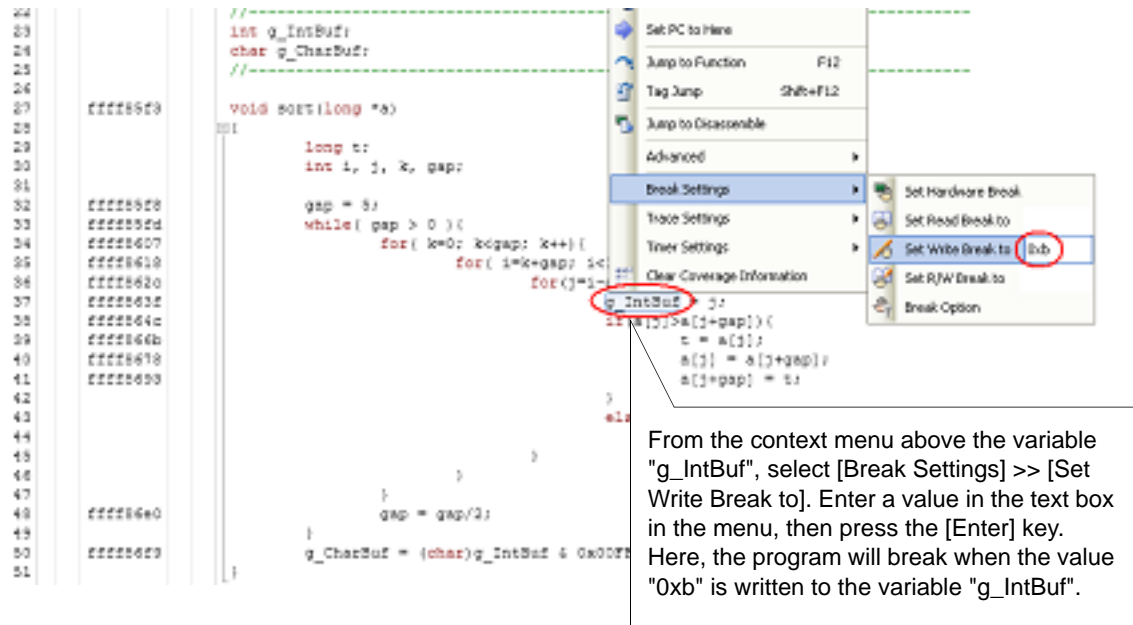 22 //
23 int g_IntBuf;
24 char g_CharBuf;
25 //
26
27 ffff85f3 void sort(long *a)
28 {
29 long t;
30 int i, j, k, gap;
31
32 ffff85f8 gap = 5;
33 ffff85fd while( gap > 0 ){
34 ffff8607 for( k=0; k<gap; k++){
35 ffff8618 for( i=k+gap; i<
36 ffff862c for(j=i-
37 ffff863f g_IntBuf = j;
38 ffff864c if(a[j]>a[j+gap]){
39 ffff866b t = a[j];
40 ffff8678 a[j] = a[j+gap];
41 ffff8693 a[j+gap] = t;
42 }
43 els
44
45 }
46 }
47 }
48 ffff86e0 gap = gap/2;
49 }
50 ffff86f9 g_CharBuf = (char)g_IntBuf & 0x00FF
51 }
Set PC to Here
Jump to Function F12
Tag Jump Shift+F12
Jump to Disassemble
Advanced
Break Settings
Trace Settings
Timer Settings
Clear Coverage Information
Set Hardware Break
Set Read Break to
Set Write Break to 0xb
Set R/W Break to
Break Option
From the context menu above the variable
"g_IntBuf", select [Break Settings] >> [Set
Write Break to]. Enter a value in the text box
in the menu, then press the [Enter] key.
Here, the program will break when the value
"0xb" is written to the variable "g_IntBuf".